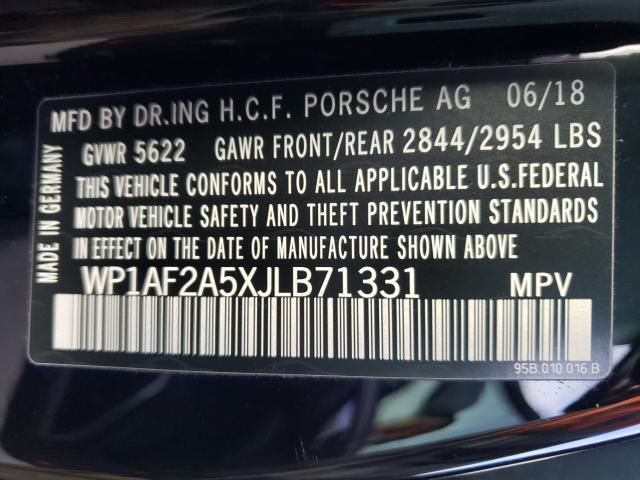 MFD BY DR.ING H.C.F. PORSCHE AG 06/18
GVWR 5622 GAWR FRONT/REAR 2844/2954 LBS
THIS VEHICLE CONFORMS TO ALL APPLICABLE U.S.FEDERAL
MOTOR VEHICLE SAFETY AND THEFT PREVENTION STANDARDS
IN EFFECT ON THE DATE OF MANUFACTURE SHOWN ABOVE
WP1AF2A5XJLB71331 MPV
95B.010.016 B
MADE IN GERMANY